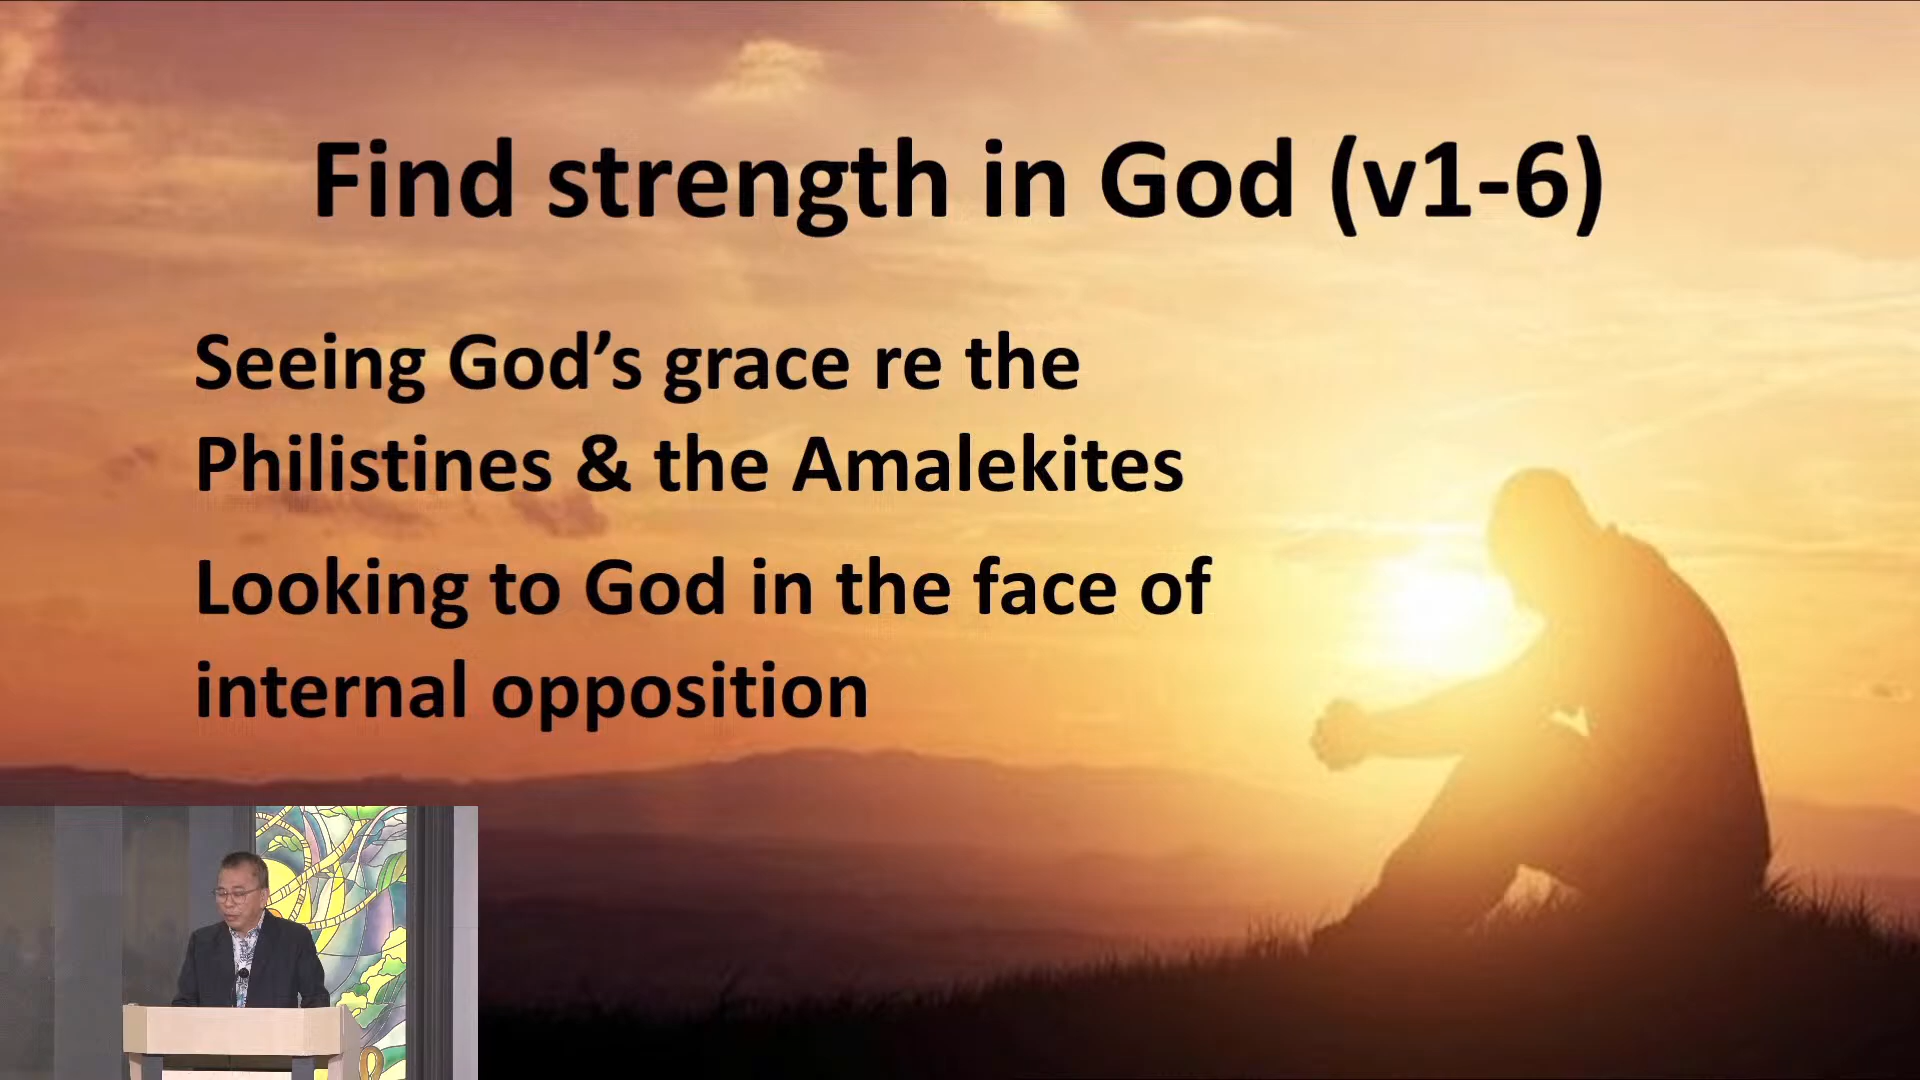 Find strength in God (v1-6)
Seeing God’s grace re the
Philistines & the Amalekites
Looking to God in the face of
internal opposition